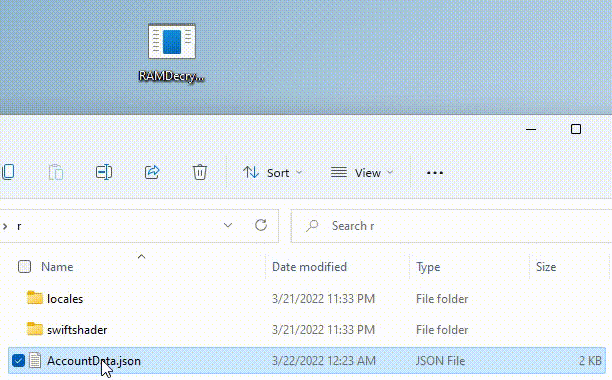 RAMDecry...
Sort
View
r
Search r
Name
Date modified
Type
Size
locales
3/21/2022 11:33 PM
File folder
swiftshader
3/21/2022 11:33 PM
File folder
AccountData.json
3/22/2022 12:23 AM
JSON File
2 KB